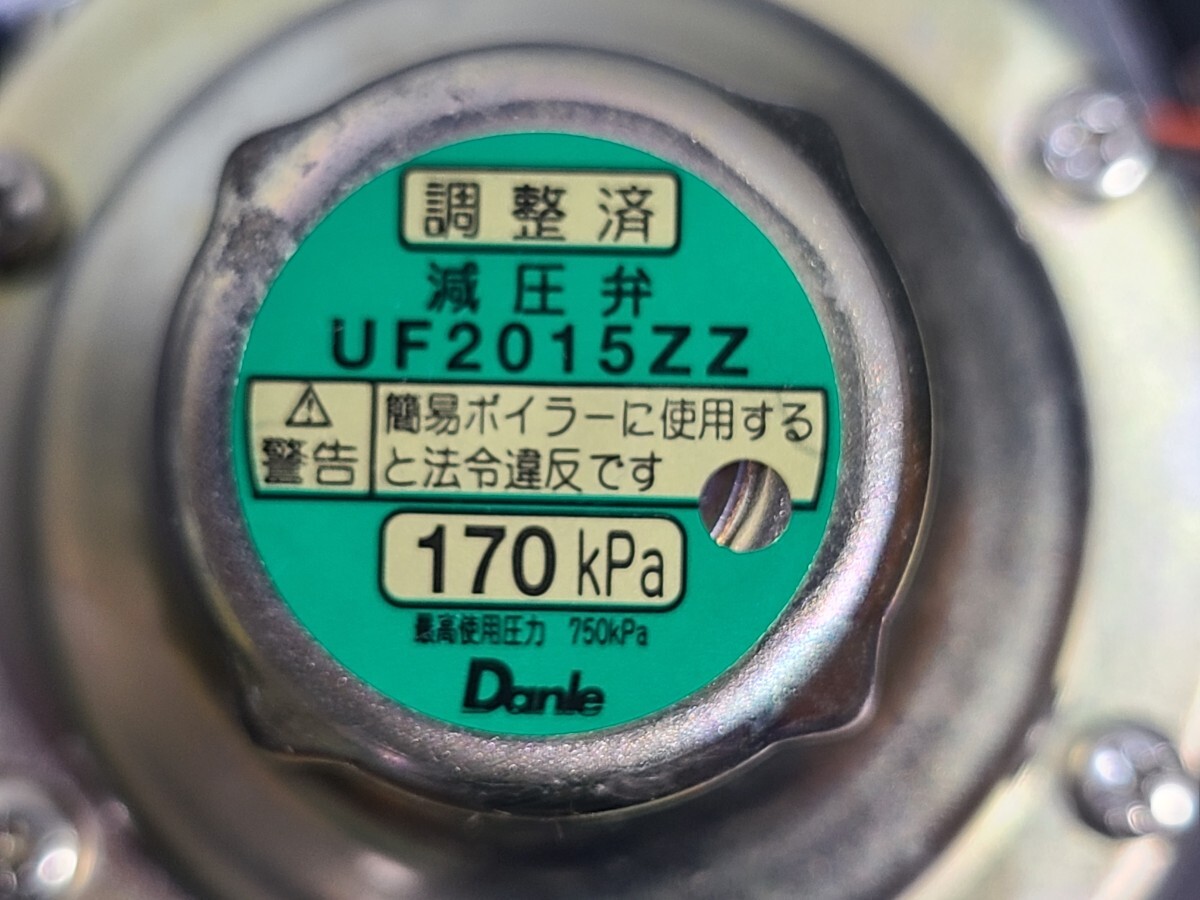 調整済
減圧弁
UF2015ZZ
警告
簡易ボイラーに使用する
と法令違反です
170 kPa
最高使用圧力 750kPa
Danle